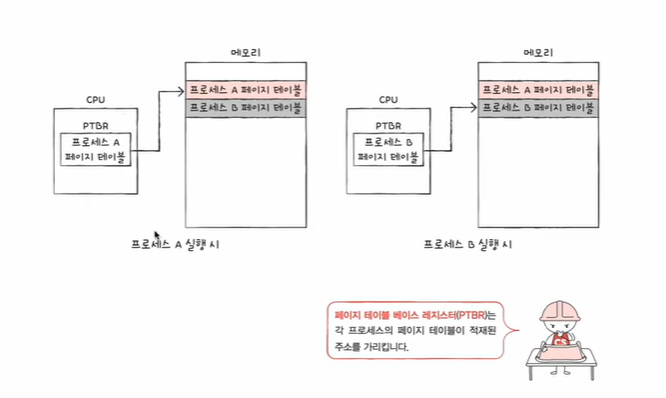 메모리
프로세스 A 페이지 테이블
프로세스 B 페이지 테이블
CPU
PTBR
프로세스 A
페이지 테이블
프로세스 A 실행 시
메모리
프로세스 A 페이지 테이블
프로세스 B 페이지 테이블
CPU
PTBR
프로세스 B
페이지 테이블
프로세스 B 실행 시
페이지 테이블 베이스 레지스터(PTBR)는
각 프로세스의 페이지 테이블이 적재된
주소를 가리킵니다.